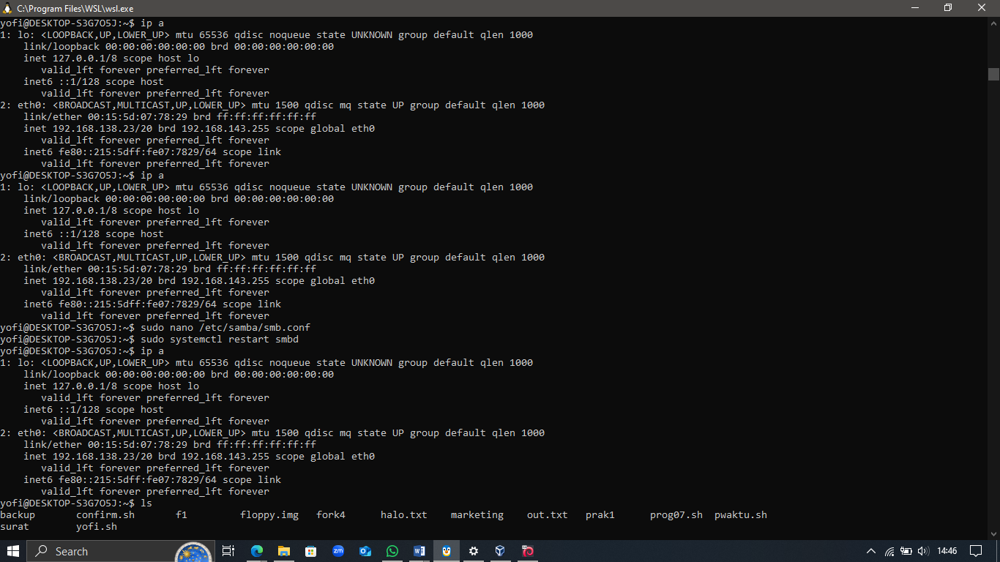 C:\Program Files\WSL\wsl.exe
yofi@DESKTOP-S3G7O5J:~$ ip a
1: lo: <LOOPBACK,UP,LOWER_UP> mtu 65536 qdisc noqueue state UNKNOWN group default qlen 1000
    link/loopback 00:00:00:00:00:00 brd 00:00:00:00:00:00
    inet 127.0.0.1/8 scope host lo
       valid_lft forever preferred_lft forever
    inet6 ::1/128 scope host
       valid_lft forever preferred_lft forever
2: eth0: <BROADCAST,MULTICAST,UP,LOWER_UP> mtu 1500 qdisc mq state UP group default qlen 1000
    link/ether 00:15:5d:07:78:29 brd ff:ff:ff:ff:ff:ff
    inet 192.168.138.23/20 brd 192.168.143.255 scope global eth0
       valid_lft forever preferred_lft forever
    inet6 fe80::215:5dff:fe07:7829/64 scope link
       valid_lft forever preferred_lft forever
yofi@DESKTOP-S3G7O5J:~$ ip a
1: lo: <LOOPBACK,UP,LOWER_UP> mtu 65536 qdisc noqueue state UNKNOWN group default qlen 1000
    link/loopback 00:00:00:00:00:00 brd 00:00:00:00:00:00
    inet 127.0.0.1/8 scope host lo
       valid_lft forever preferred_lft forever
    inet6 ::1/128 scope host
       valid_lft forever preferred_lft forever
2: eth0: <BROADCAST,MULTICAST,UP,LOWER_UP> mtu 1500 qdisc mq state UP group default qlen 1000
    link/ether 00:15:5d:07:78:29 brd ff:ff:ff:ff:ff:ff
    inet 192.168.138.23/20 brd 192.168.143.255 scope global eth0
       valid_lft forever preferred_lft forever
    inet6 fe80::215:5dff:fe07:7829/64 scope link
       valid_lft forever preferred_lft forever
yofi@DESKTOP-S3G7O5J:~$ sudo nano /etc/samba/smb.conf
yofi@DESKTOP-S3G7O5J:~$ sudo systemctl restart smbd
yofi@DESKTOP-S3G7O5J:~$ ip a
1: lo: <LOOPBACK,UP,LOWER_UP> mtu 65536 qdisc noqueue state UNKNOWN group default qlen 1000
    link/loopback 00:00:00:00:00:00 brd 00:00:00:00:00:00
    inet 127.0.0.1/8 scope host lo
       valid_lft forever preferred_lft forever
    inet6 ::1/128 scope host
       valid_lft forever preferred_lft forever
2: eth0: <BROADCAST,MULTICAST,UP,LOWER_UP> mtu 1500 qdisc mq state UP group default qlen 1000
    link/ether 00:15:5d:07:78:29 brd ff:ff:ff:ff:ff:ff
    inet 192.168.138.23/20 brd 192.168.143.255 scope global eth0
       valid_lft forever preferred_lft forever
    inet6 fe80::215:5dff:fe07:7829/64 scope link
       valid_lft forever preferred_lft forever
yofi@DESKTOP-S3G7O5J:~$ ls
backup       confirm.sh       f1         floppy.img   fork4      halo.txt    marketing    out.txt   prak1      prog07.sh  pwaktu.sh
surat        yofi.sh
Search zm W 14:46